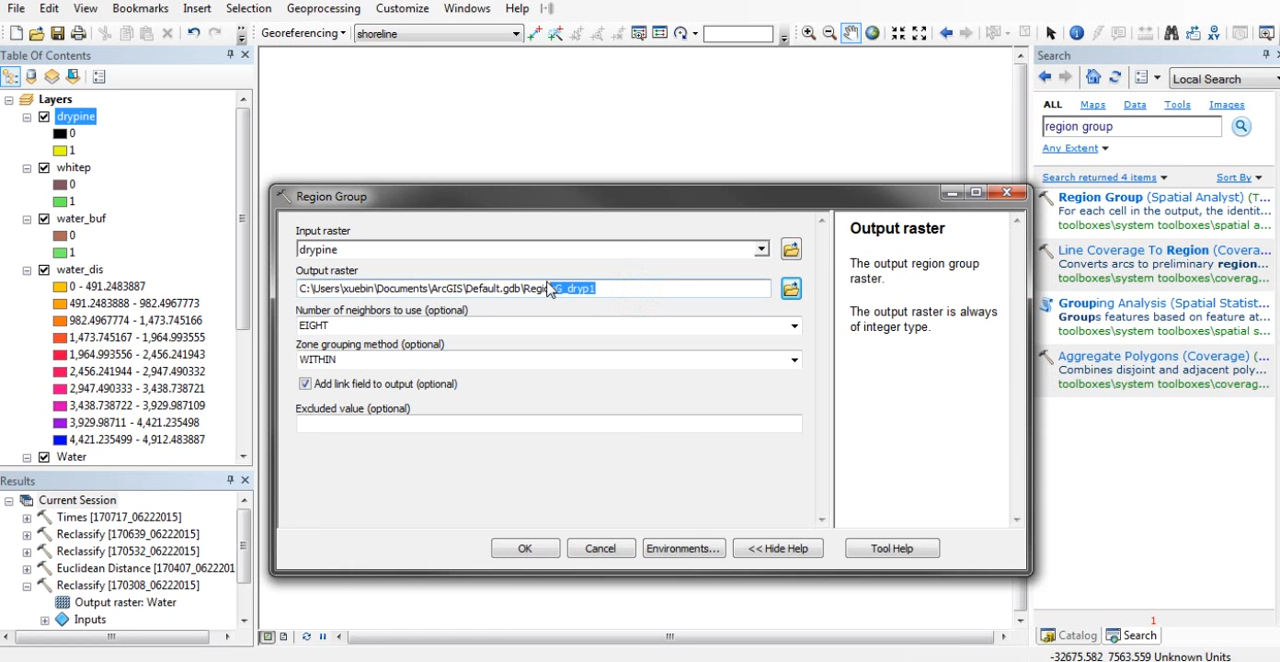 File Edit View Bookmarks Insert Selection Geoprocessing Customize Windows Help
Georeferencing shoreline
Table Of Contents
Layers
drypine
0
1
whitep
0
1
water_buf
0
1
water_dis
0 - 491.2483887
491.2483888 - 982.4967773
982.4967774 - 1,473.745166
1,473.745167 - 1,964.993555
1,964.993556 - 2,456.241943
2,456.241944 - 2,947.490332
2,947.490333 - 3,438.738721
3,438.738722 - 3,929.987109
3,929.98711 - 4,421.235498
4,421.235499 - 4,912.483887
Water
Results
Current Session
Times [170717_06222015]
Reclassify [170639_06222015]
Reclassify [170532_06222015]
Euclidean Distance [170407_0622201
Reclassify [170308_06222015]
Output raster: Water
Inputs
Region Group
Input raster
drypine
Output raster
C:\Users\xuebin\Documents\ArcGIS\Default.gdb\RegionG_dryp1
Number of neighbors to use (optional)
EIGHT
Zone grouping method (optional)
WITHIN
Add link field to output (optional)
Excluded value (optional)
OK Cancel Environments... << Hide Help Tool Help
Output raster
The output region group
raster.
The output raster is always
of integer type.
Search
Local Search
ALL Maps Data Tools Images
region group
Any Extent
Search returned 4 items Sort By
Region Group (Spatial Analyst) (T...
For each cell in the output, the identit...
toolboxes\system toolboxes\spatial a...
Line Coverage To Region (Covera...
Converts arcs to preliminary region...
toolboxes\system toolboxes\coverag...
Grouping Analysis (Spatial Statist...
Groups features based on feature at...
toolboxes\system toolboxes\spatial s...
Aggregate Polygons (Coverage) (...
Combines disjoint and adjacent poly...
toolboxes\system toolboxes\coverag...
1
Catalog Search
-32675.582 7563.559 Unknown Units